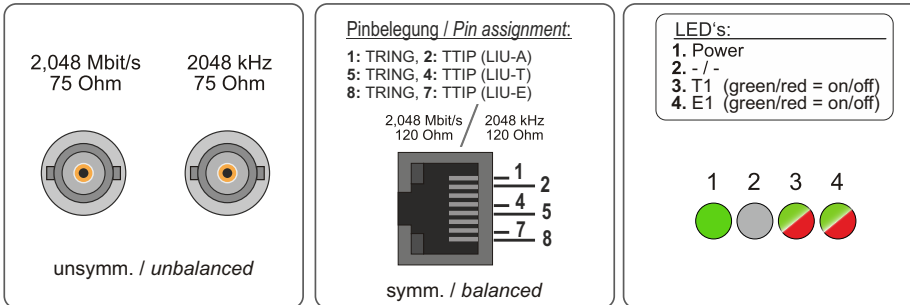 2,048 Mbit/s
75 Ohm
2048 kHz
75 Ohm
unsymm. / unbalanced
Pinbelegung / Pin assignment:
1: TRING, 2: TTIP (LIU-A)
5: TRING, 4: TTIP (LIU-T)
8: TRING, 7: TTIP (LIU-E)
2,048 Mbit/s
120 Ohm
2048 kHz
120 Ohm
1
2
4
5
7
8
symm. / balanced
LED‘s:
1. Power
2. - / -
3. T1 (green/red = on/off)
4. E1 (green/red = on/off)
1 2 3 4